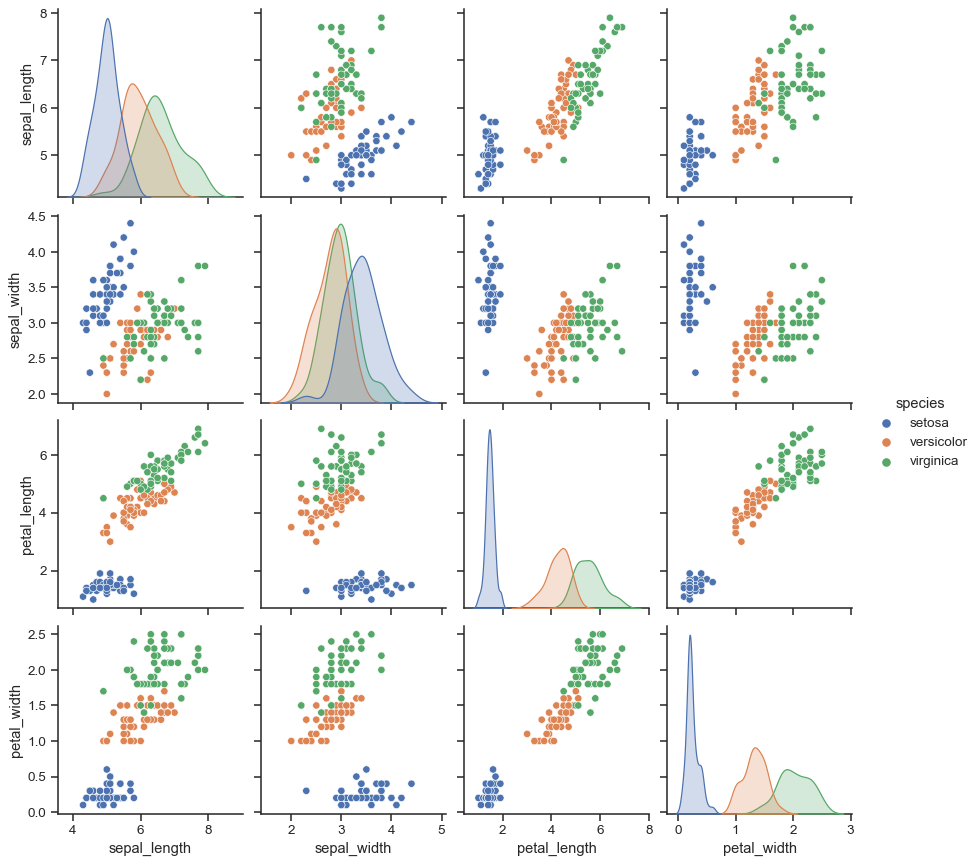 8
7
6
5
sepal_length
4.5
4.0
3.5
3.0
2.5
2.0
sepal_width
species
setosa
versicolor
virginica
6
4
2
petal_length
2.5
2.0
1.5
1.0
0.5
0.0
petal_width
4 6 8
2 3 4 5
2 4 6 8
0 1 2 3
sepal_length sepal_width petal_length petal_width